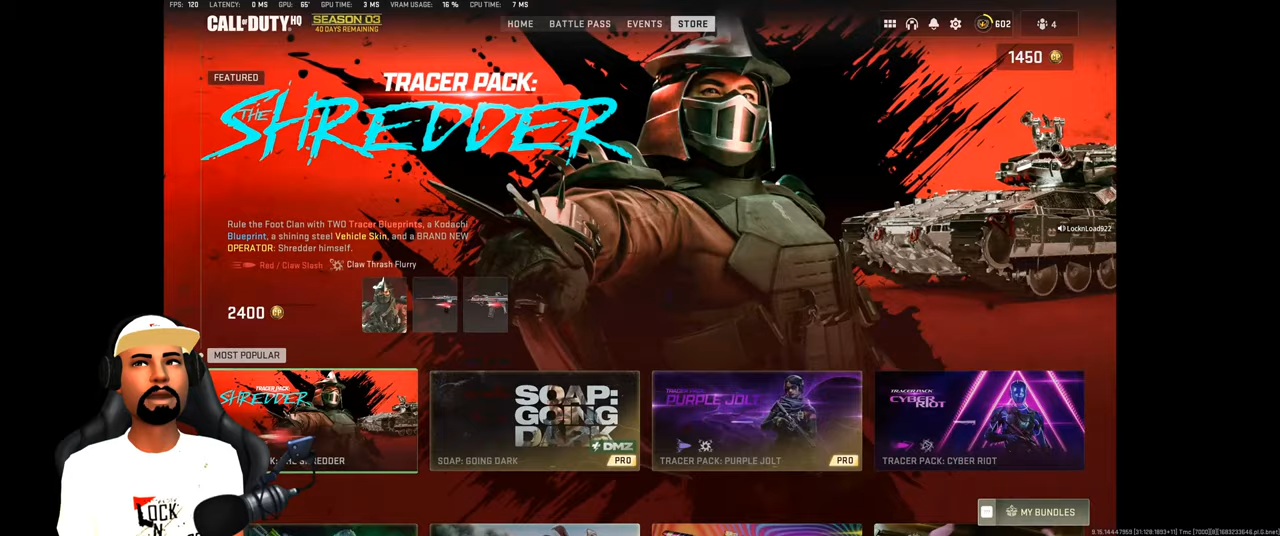 FPS: 120 LATENCY: 0 MS GPU: 65° GPU TIME: 3 MS VRAM USAGE: 16 % CPU TIME: 7 MS
CALL OF DUTY HQ
SEASON 03
40 DAYS REMAINING
HOME BATTLE PASS EVENTS STORE
602
4
1450 CP
FEATURED
TRACER PACK:
THE SHREDDER
Rule the Foot Clan with TWO Tracer Blueprints, a Kodachi
Blueprint, a shining steel Vehicle Skin, and a BRAND NEW
OPERATOR: Shredder himself.
Red / Claw Slash Claw Thrash Flurry
LocknLoad922
2400 CP
MOST POPULAR
TRACER PACK:
SHREDDER
THE SHREDDER
SOAP:
GOING
DARK
DMZ
SOAP: GOING DARK
PRO
TRACER PACK:
PURPLE JOLT
TRACER PACK: PURPLE JOLT
PRO
TRACER PACK
CYBER
RIOT
TRACER PACK: CYBER RIOT
MY BUNDLES
LOCK
N